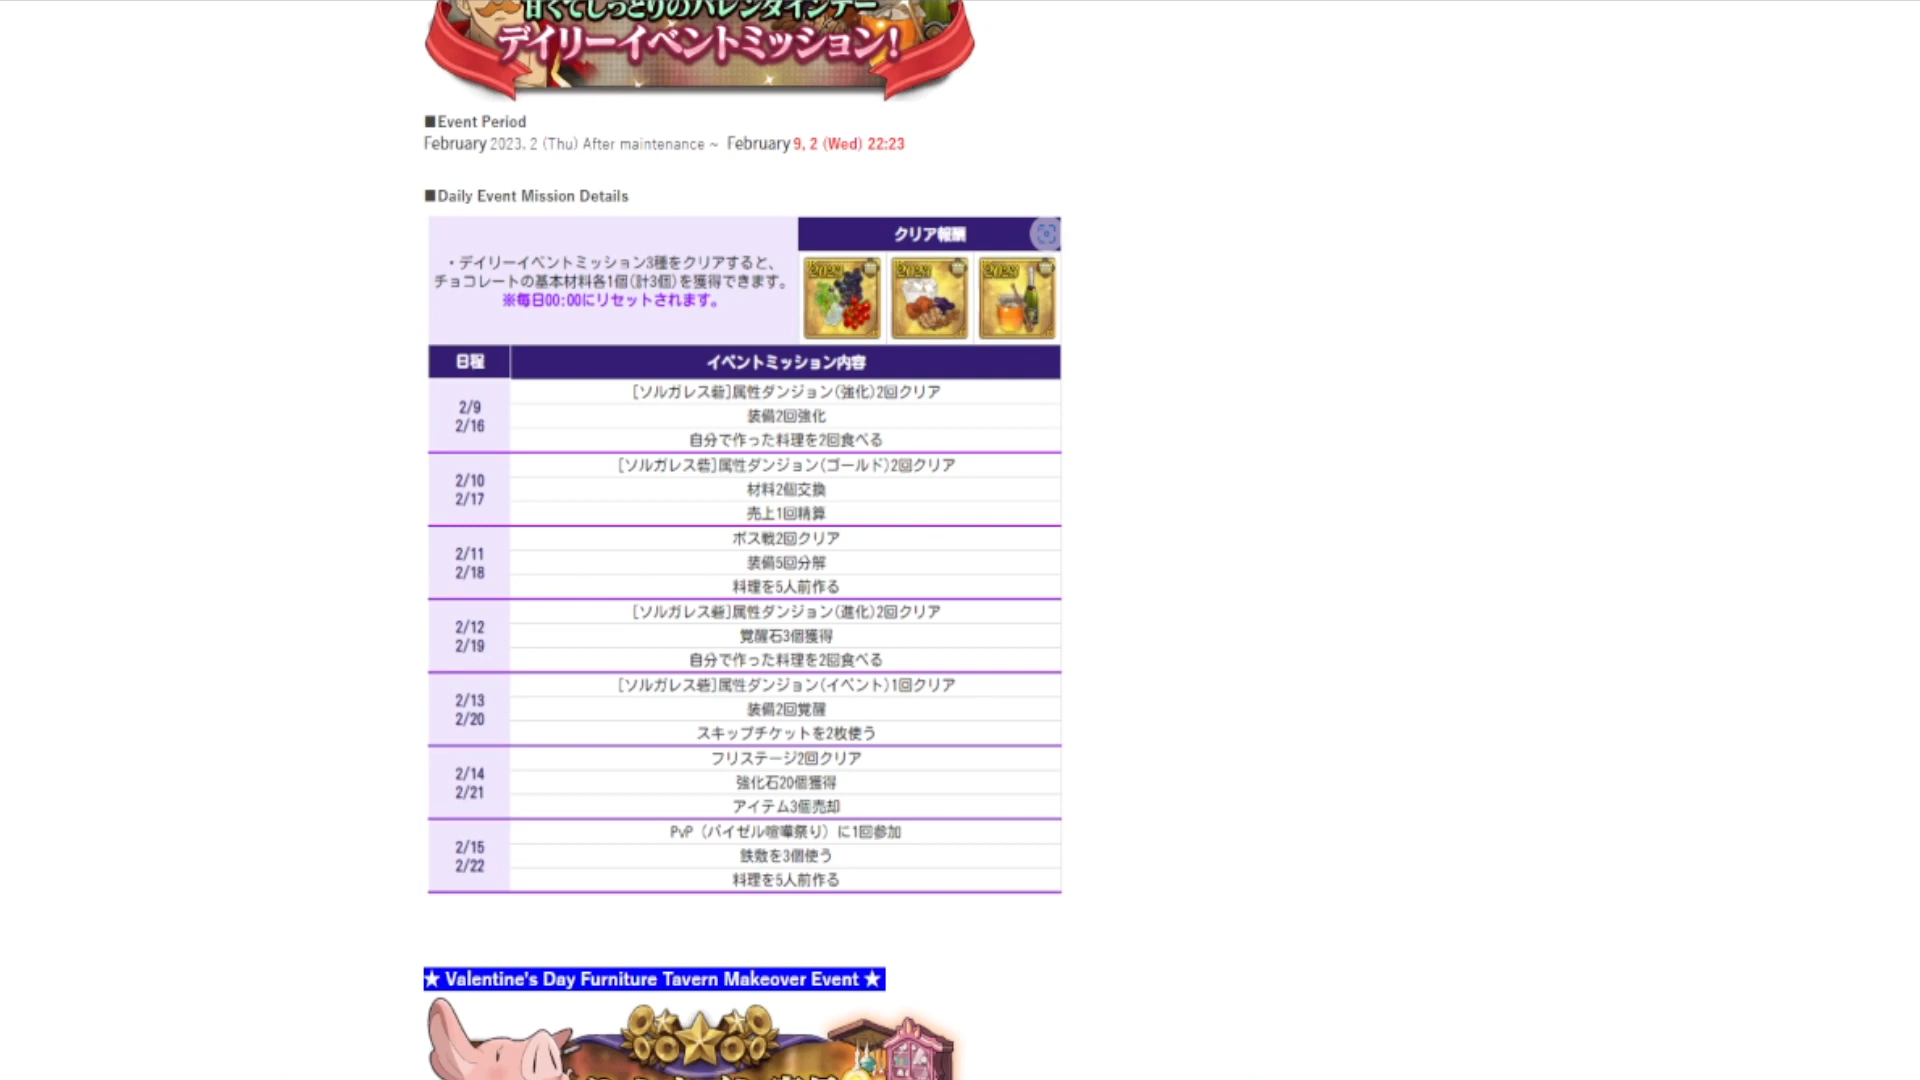 甘くてしっとりのバレンタインデー
デイリーイベントミッション!
■Event Period
February 2023. 2 (Thu) After maintenance ~ February 9, 2 (Wed) 22:23
■Daily Event Mission Details
クリア報酬
・デイリーイベントミッション3種をクリアすると、
チョコレートの基本材料各1個(計3個)を獲得できます。
※毎日00:00にリセットされます。
2023 2023 2023
日程 イベントミッション内容
2/9
2/16
[ソルガレス砦]属性ダンジョン(強化)2回クリア
装備2回強化
自分で作った料理を2回食べる
2/10
2/17
[ソルガレス砦]属性ダンジョン(ゴールド)2回クリア
材料2個交換
売上1回精算
2/11
2/18
ボス戦2回クリア
装備5回分解
料理を5人前作る
2/12
2/19
[ソルガレス砦]属性ダンジョン(進化)2回クリア
覚醒石3個獲得
自分で作った料理を2回食べる
2/13
2/20
[ソルガレス砦]属性ダンジョン(イベント)1回クリア
装備2回覚醒
スキップチケットを2枚使う
2/14
2/21
フリステージ2回クリア
強化石20個獲得
アイテム3個売却
2/15
2/22
PvP（バイゼル喧嘩祭り）に1回参加
鉄敷を3個使う
料理を5人前作る
★ Valentine's Day Furniture Tavern Makeover Event ★